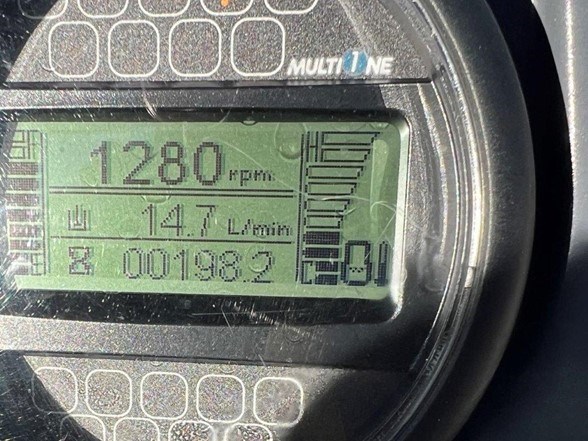 MULTIONE
1280 rpm
14.7 L/min
001982
H